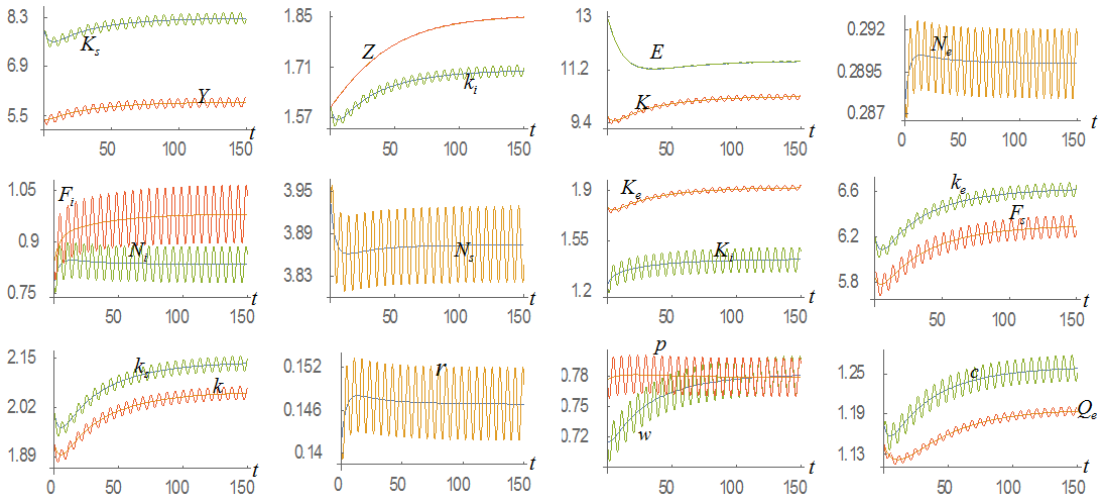 8.3
6.9
5.5
K_s
Y
50 100 150 t
1.85
1.71
1.57
Z
k_i
50 100 150 t
13
11.2
9.4
E
K
50 100 150 t
0.292
0.2895
0.287
N_e
0 50 100 150 t
1.05
0.9
0.75
F_i
N_i
0 50 100 150 t
3.95
3.89
3.83
N_s
0 50 100 150 t
1.9
1.55
1.2
K_e
K_i
50 100 150 t
6.6
6.2
5.8
k_e
F_s
50 100 150 t
2.15
2.02
1.89
k_s
k
50 100 150 t
0.152
0.146
0.14
r
0 50 100 150 t
0.78
0.75
0.72
p
w
50 100 150 t
1.25
1.19
1.13
c
Q_e
50 100 150 t